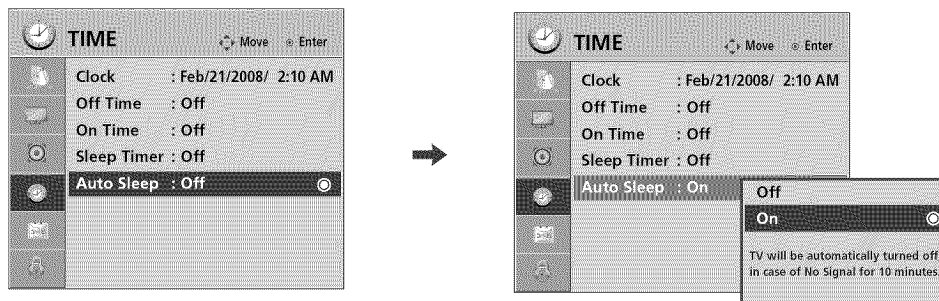 TIME Move Enter
Clock : Feb/21/2008/ 2:10 AM
Off Time : Off
On Time : Off
Sleep Timer : Off
Auto Sleep : Off
TIME Move Enter
Clock : Feb/21/2008/ 2:10 AM
Off Time : Off
On Time : Off
Sleep Timer : Off
Auto Sleep : On
Off
On
TV will be automatically turned off
in case of No Signal for 10 minutes.